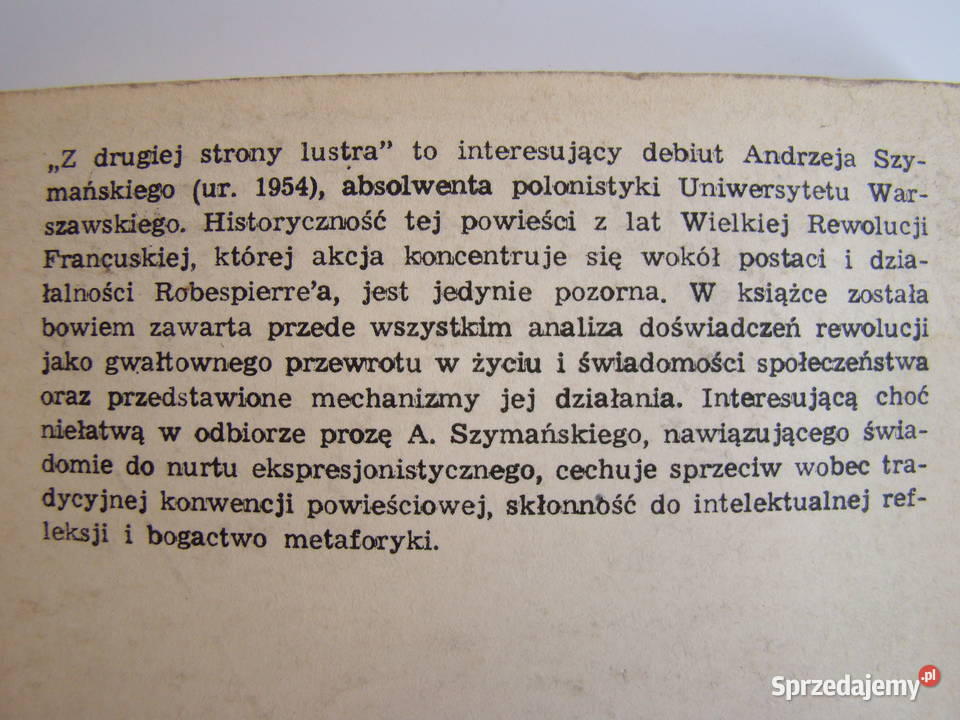 „Z drugiej strony lustra” to interesujący debiut Andrzeja Szy-
mańskiego (ur. 1954), absolwenta polonistyki Uniwersytetu War-
szawskiego. Historyczność tej powieści z lat Wielkiej Rewolucji
Francuskiej, której akcja koncentruje się wokół postaci i dzia-
łalności Robespierre’a, jest jedynie pozorna. W książce została
bowiem zawarta przede wszystkim analiza doświadczeń rewolucji
jako gwałtownego przewrotu w życiu i świadomości społeczeństwa
oraz przedstawione mechanizmy jej działania. Interesującą choć
niełatwą w odbiorze prozę A. Szymańskiego, nawiązującego świa-
domie do nurtu ekspresjonistycznego, cechuje sprzeciw wobec tra-
dycyjnej konwencji powieściowej, skłonność do intelektualnej ref-
leksji i bogactwo metaforyki.
Sprzedajemy.pl